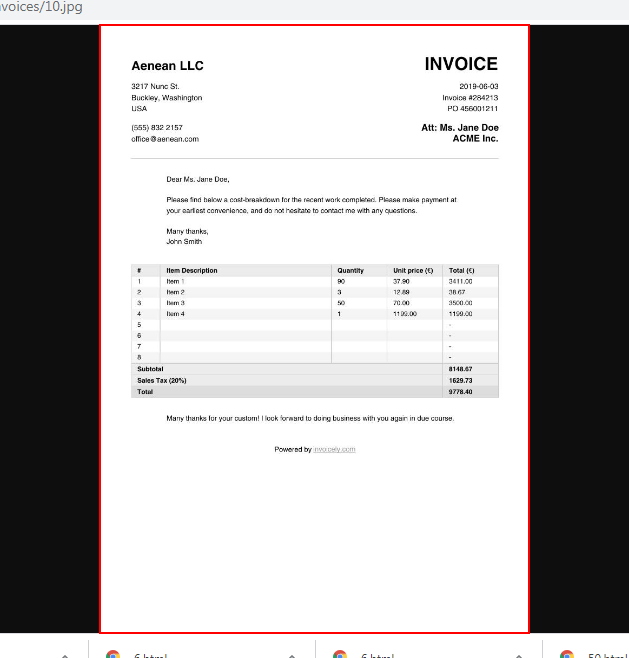 nvoices/10.jpg
Aenean LLC
INVOICE
3217 Nunc St.
Buckley, Washington
USA
2019-06-03
Invoice #284213
PO 456001211
(555) 832 2157
office@aenean.com
Att: Ms. Jane Doe
ACME Inc.
Dear Ms. Jane Doe,
Please find below a cost-breakdown for the recent work completed. Please make payment at
your earliest convenience, and do not hesitate to contact me with any questions.
Many thanks,
John Smith
# Item Description Quantity Unit price (€) Total (€)
1 Item 1 90 37.90 3411.00
2 Item 2 3 12.89 38.67
3 Item 3 50 70.00 3500.00
4 Item 4 1 1199.00 1199.00
5 -
6 -
7 -
8 -
Subtotal 8148.67
Sales Tax (20%) 1629.73
Total 9778.40
Many thanks for your custom! I look forward to doing business with you again in due course.
Powered by invoicely.com
6.html 6.html 50.html